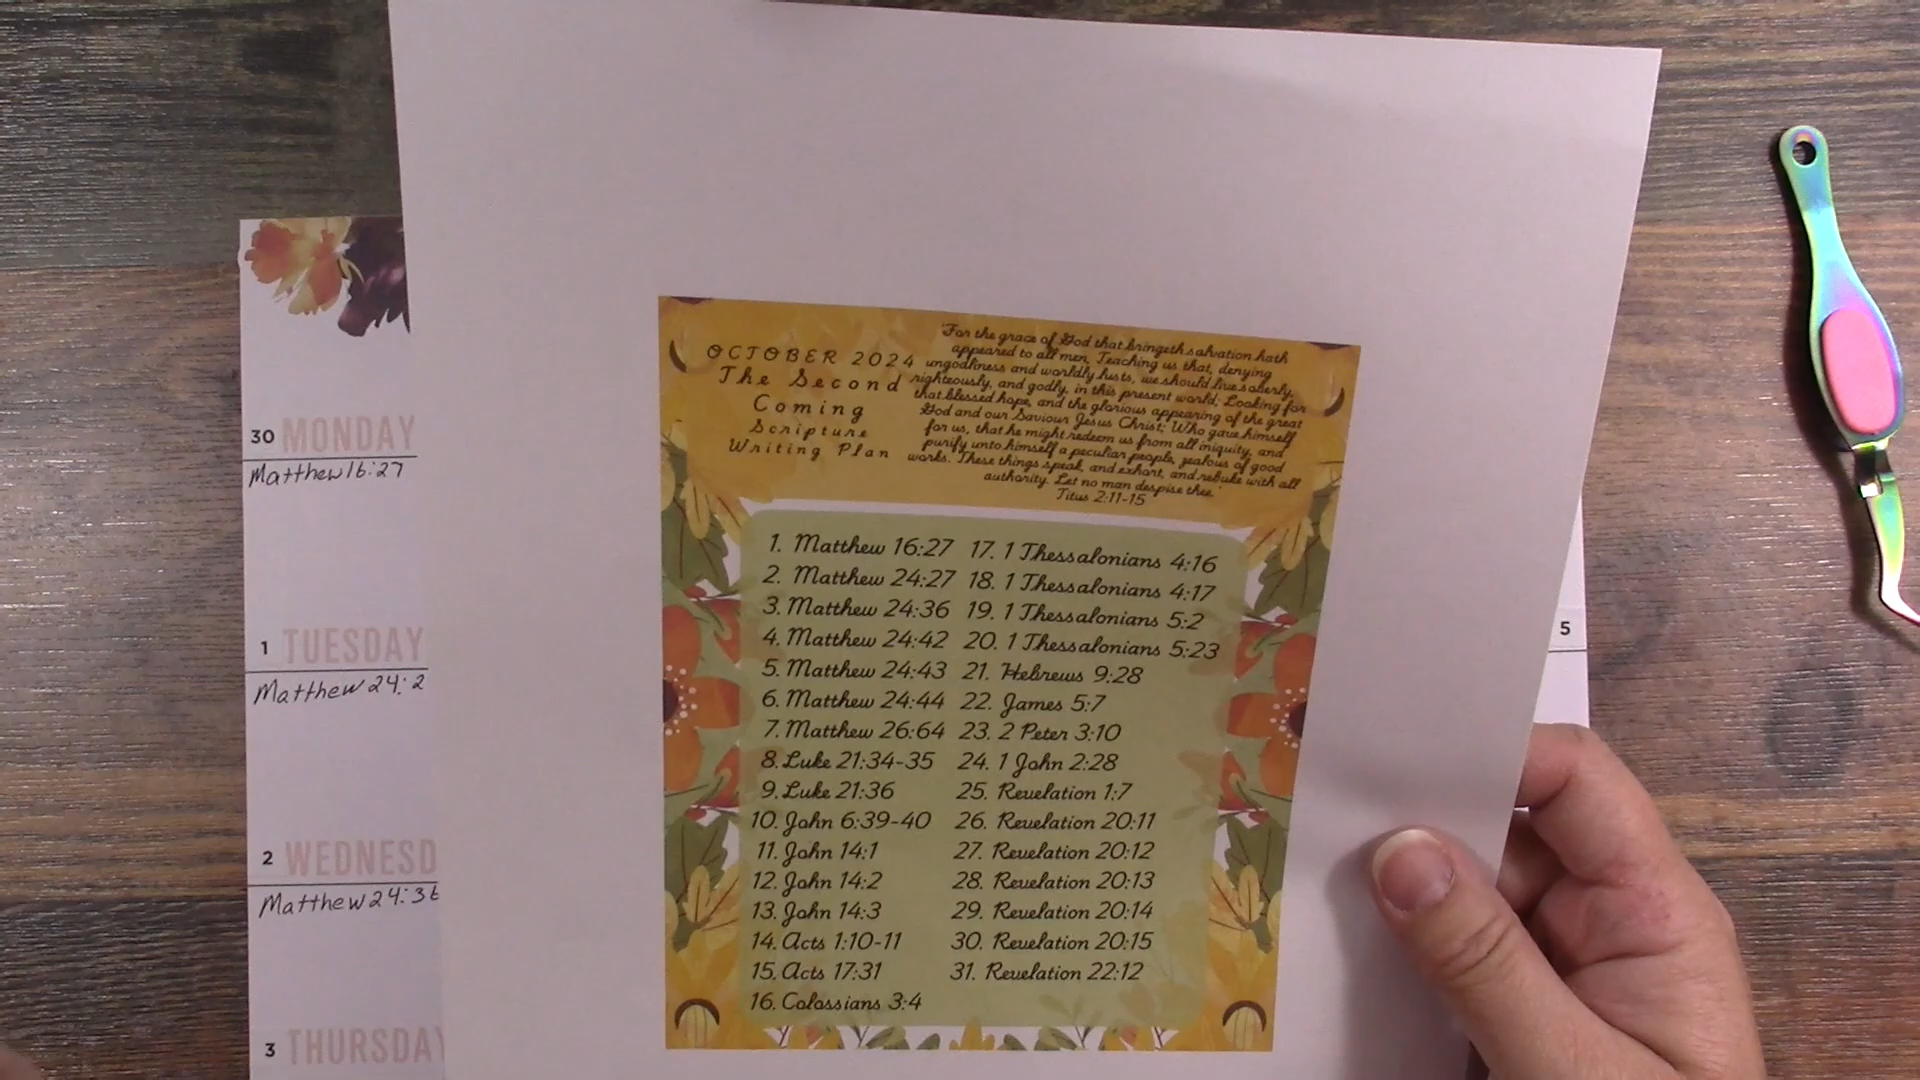 30 MONDAY
Matthew 16:27
1 TUESDAY
Matthew 24:2
2 WEDNESD
Matthew 24:36
3 THURSDAY
5
OCTOBER 2024
The Second
Coming
Scripture
Writing Plan
"For the grace of God that bringeth salvation hath
appeared to all men, Teaching us that, denying
ungodliness and worldly lusts, we should live soberly,
righteously, and godly, in this present world; Looking for
that blessed hope, and the glorious appearing of the great
God and our Saviour Jesus Christ; Who gave himself
for us, that he might redeem us from all iniquity, and
purify unto himself a peculiar people, zealous of good
works. These things speak, and exhort, and rebuke with all
authority. Let no man despise thee."
Titus 2:11-15
1. Matthew 16:27
2. Matthew 24:27
3. Matthew 24:36
4. Matthew 24:42
5. Matthew 24:43
6. Matthew 24:44
7. Matthew 26:64
8. Luke 21:34-35
9. Luke 21:36
10. John 6:39-40
11. John 14:1
12. John 14:2
13. John 14:3
14. Acts 1:10-11
15. Acts 17:31
16. Colossians 3:4
17. 1 Thessalonians 4:16
18. 1 Thessalonians 4:17
19. 1 Thessalonians 5:2
20. 1 Thessalonians 5:23
21. Hebrews 9:28
22. James 5:7
23. 2 Peter 3:10
24. 1 John 2:28
25. Revelation 1:7
26. Revelation 20:11
27. Revelation 20:12
28. Revelation 20:13
29. Revelation 20:14
30. Revelation 20:15
31. Revelation 22:12